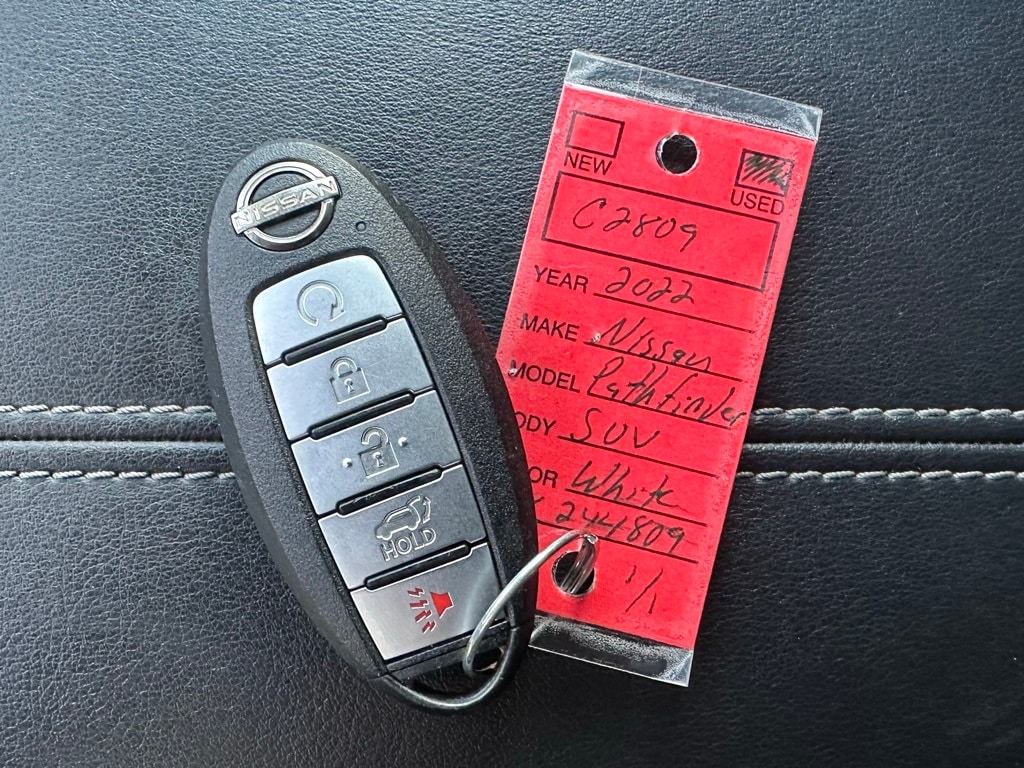 NISSAN
HOLD
NEW
USED
C2809
YEAR 2022
MAKE Nissan
MODEL Pathfinder
ODY SUV
OR White
244809
1/1